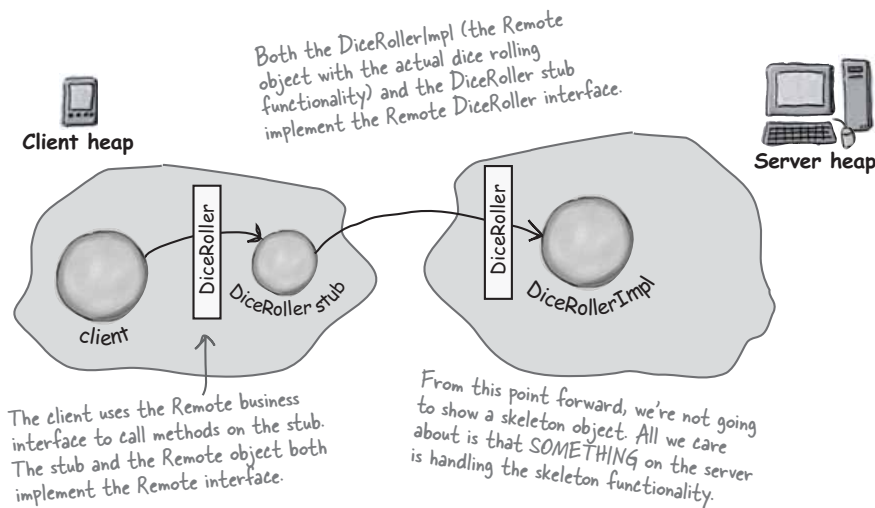 Both the DiceRollerImpl (the Remote
object with the actual dice rolling
functionality) and the DiceRoller stub
implement the Remote DiceRoller interface.
Client heap
Server heap
DiceRoller
DiceRoller
client
DiceRoller stub
DiceRollerImpl
The client uses the Remote business
interface to call methods on the stub.
The stub and the Remote object both
implement the Remote interface.
From this point forward, we're not going
to show a skeleton object. All we care
about is that SOMETHING on the server
is handling the skeleton functionality.